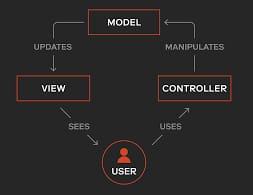 MODEL
UPDATES
MANIPULATES
VIEW
CONTROLLER
SEES
USES
USER